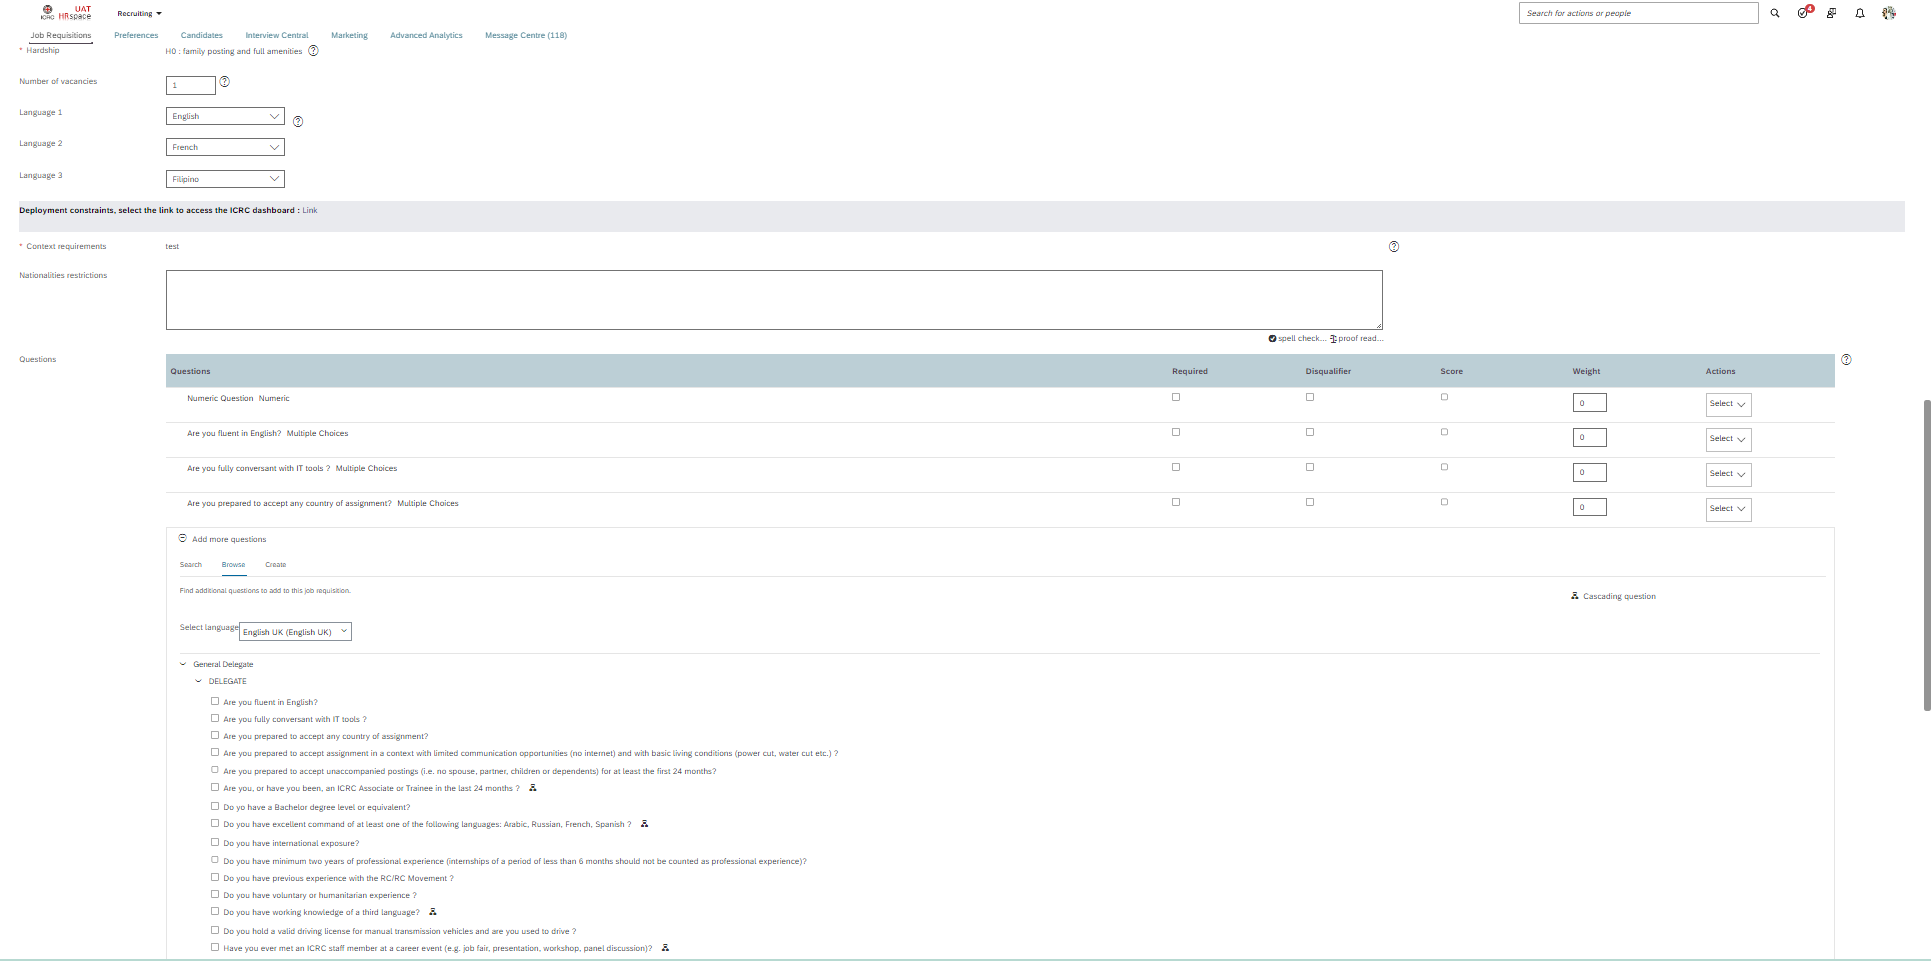 UAT
ICRC HRspace
Recruiting
Search for actions or people
4
Job Requisitions Preferences Candidates Interview Central Marketing Advanced Analytics Message Centre (118)
* Hardship H0 : family posting and full amenities ?
Number of vacancies 1 ?
Language 1 English ?
Language 2 French
Language 3 Filipino
Deployment constraints, select the link to access the ICRC dashboard : Link
* Context requirements test ?
Nationalities restrictions
spell check... proof read...
Questions ?
Questions Required Disqualifier Score Weight Actions
Numeric Question Numeric 0 Select
Are you fluent in English? Multiple Choices 0 Select
Are you fully conversant with IT tools ? Multiple Choices 0 Select
Are you prepared to accept any country of assignment? Multiple Choices 0 Select
Add more questions
Search Browse Create
Find additional questions to add to this job requisition.
Cascading question
Select language English UK (English UK)
General Delegate
DELEGATE
Are you fluent in English?
Are you fully conversant with IT tools ?
Are you prepared to accept any country of assignment?
Are you prepared to accept assignment in a context with limited communication opportunities (no internet) and with basic living conditions (power cut, water cut etc.) ?
Are you prepared to accept unaccompanied postings (i.e. no spouse, partner, children or dependents) for at least the first 24 months?
Are you, or have you been, an ICRC Associate or Trainee in the last 24 months ?
Do yo have a Bachelor degree level or equivalent?
Do you have excellent command of at least one of the following languages: Arabic, Russian, French, Spanish ?
Do you have international exposure?
Do you have minimum two years of professional experience (internships of a period of less than 6 months should not be counted as professional experience)?
Do you have previous experience with the RC/RC Movement ?
Do you have voluntary or humanitarian experience ?
Do you have working knowledge of a third language?
Do you hold a valid driving license for manual transmission vehicles and are you used to drive ?
Have you ever met an ICRC staff member at a career event (e.g. job fair, presentation, workshop, panel discussion)?